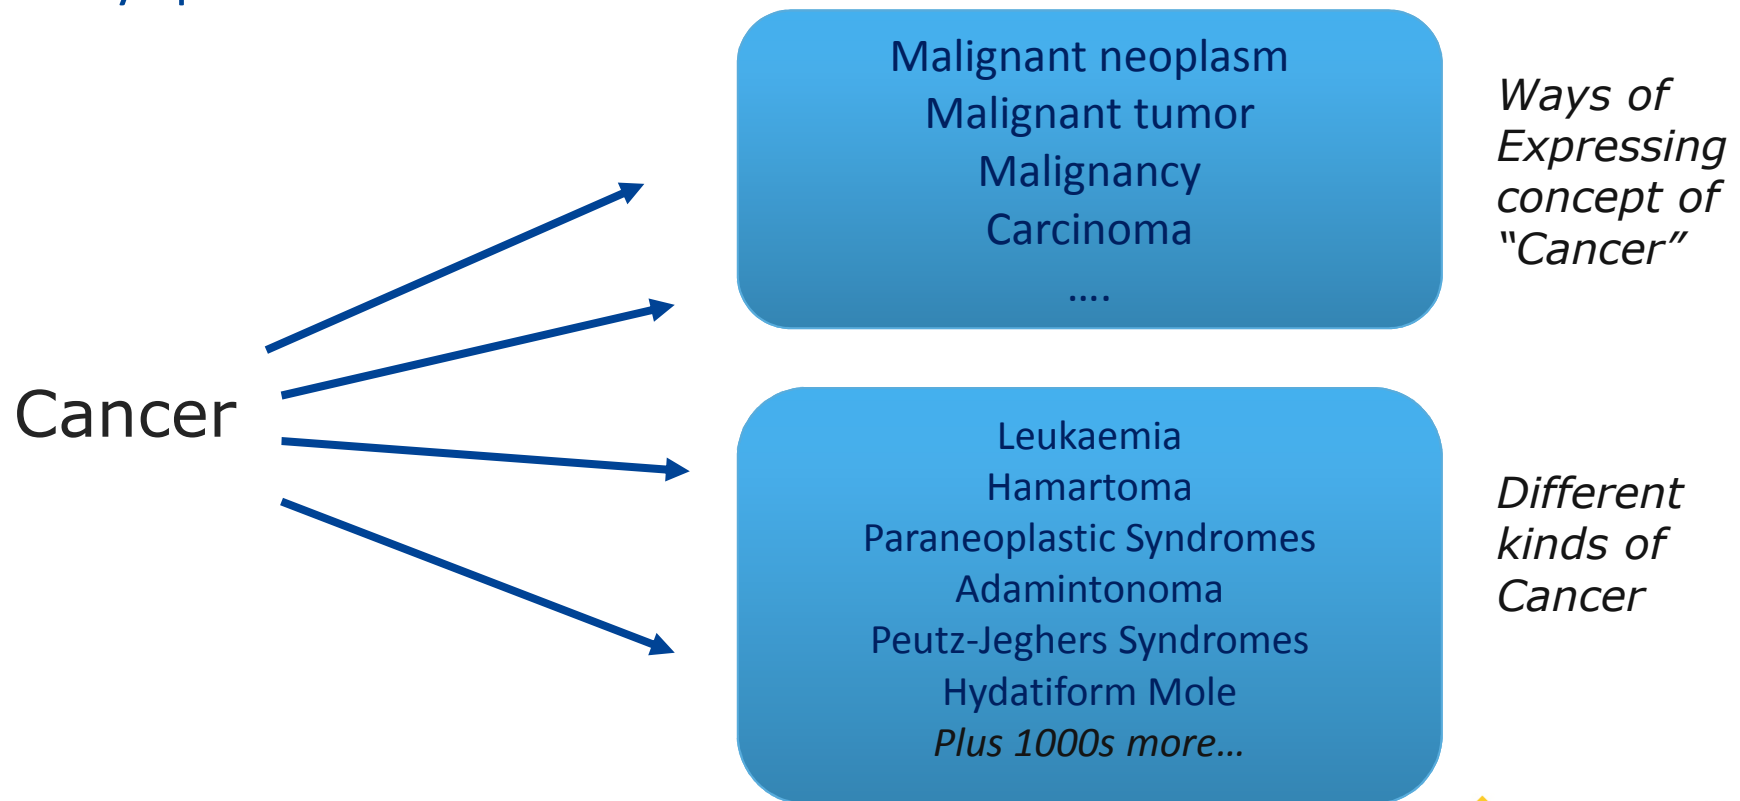 Cancer
Malignant neoplasm
Malignant tumor
Malignancy
Carcinoma
....
Ways of
Expressing
concept of
“Cancer”
Leukaemia
Hamartoma
Paraneoplastic Syndromes
Adamintonoma
Peutz-Jeghers Syndromes
Hydatiform Mole
Plus 1000s more...
Different
kinds of
Cancer